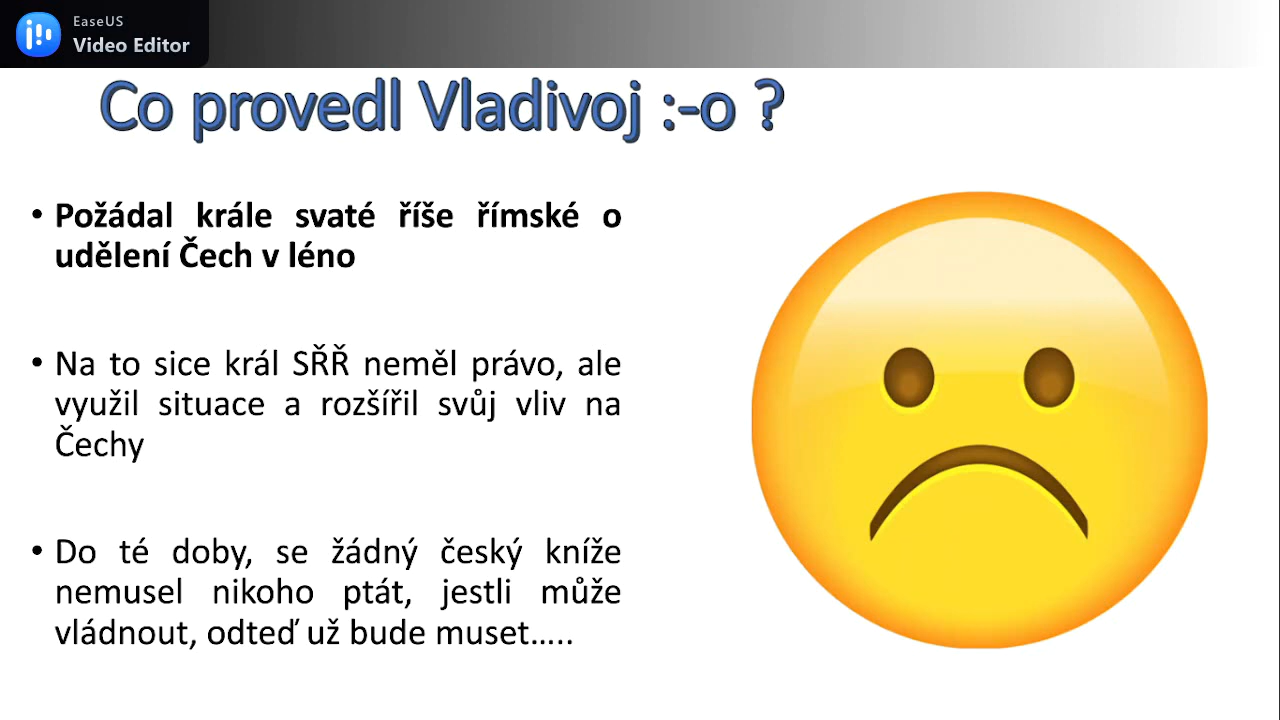 EaseUS
Video Editor
Co provedl Vladivoj :-o ?
• Požádal krále svaté říše římské o
udělení Čech v léno
• Na to sice král SŘŘ neměl právo, ale
využil situace a rozšířil svůj vliv na
Čechy
• Do té doby, se žádný český kníže
nemusel nikoho ptát, jestli může
vládnout, odteď už bude muset…..